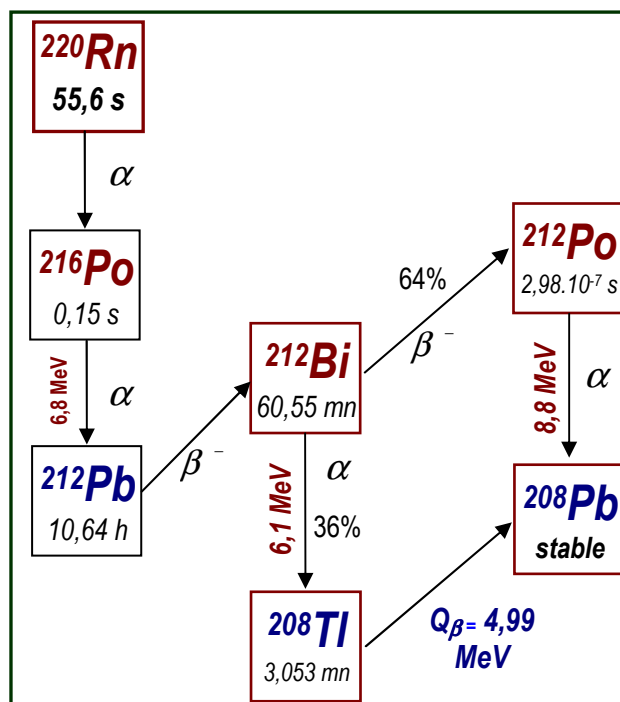 ²²⁰Rn
55,6 s
α
²¹⁶Po
0,15 s
6,8 MeV
α
²¹²Pb
10,64 h
β⁻
²¹²Bi
60,55 mn
64%
β⁻
²¹²Po
2,98.10⁻⁷ s
6,1 MeV
α
36%
8,8 MeV
α
²⁰⁸Tl
3,053 mn
Qᵦ = 4,99
MeV
²⁰⁸Pb
stable